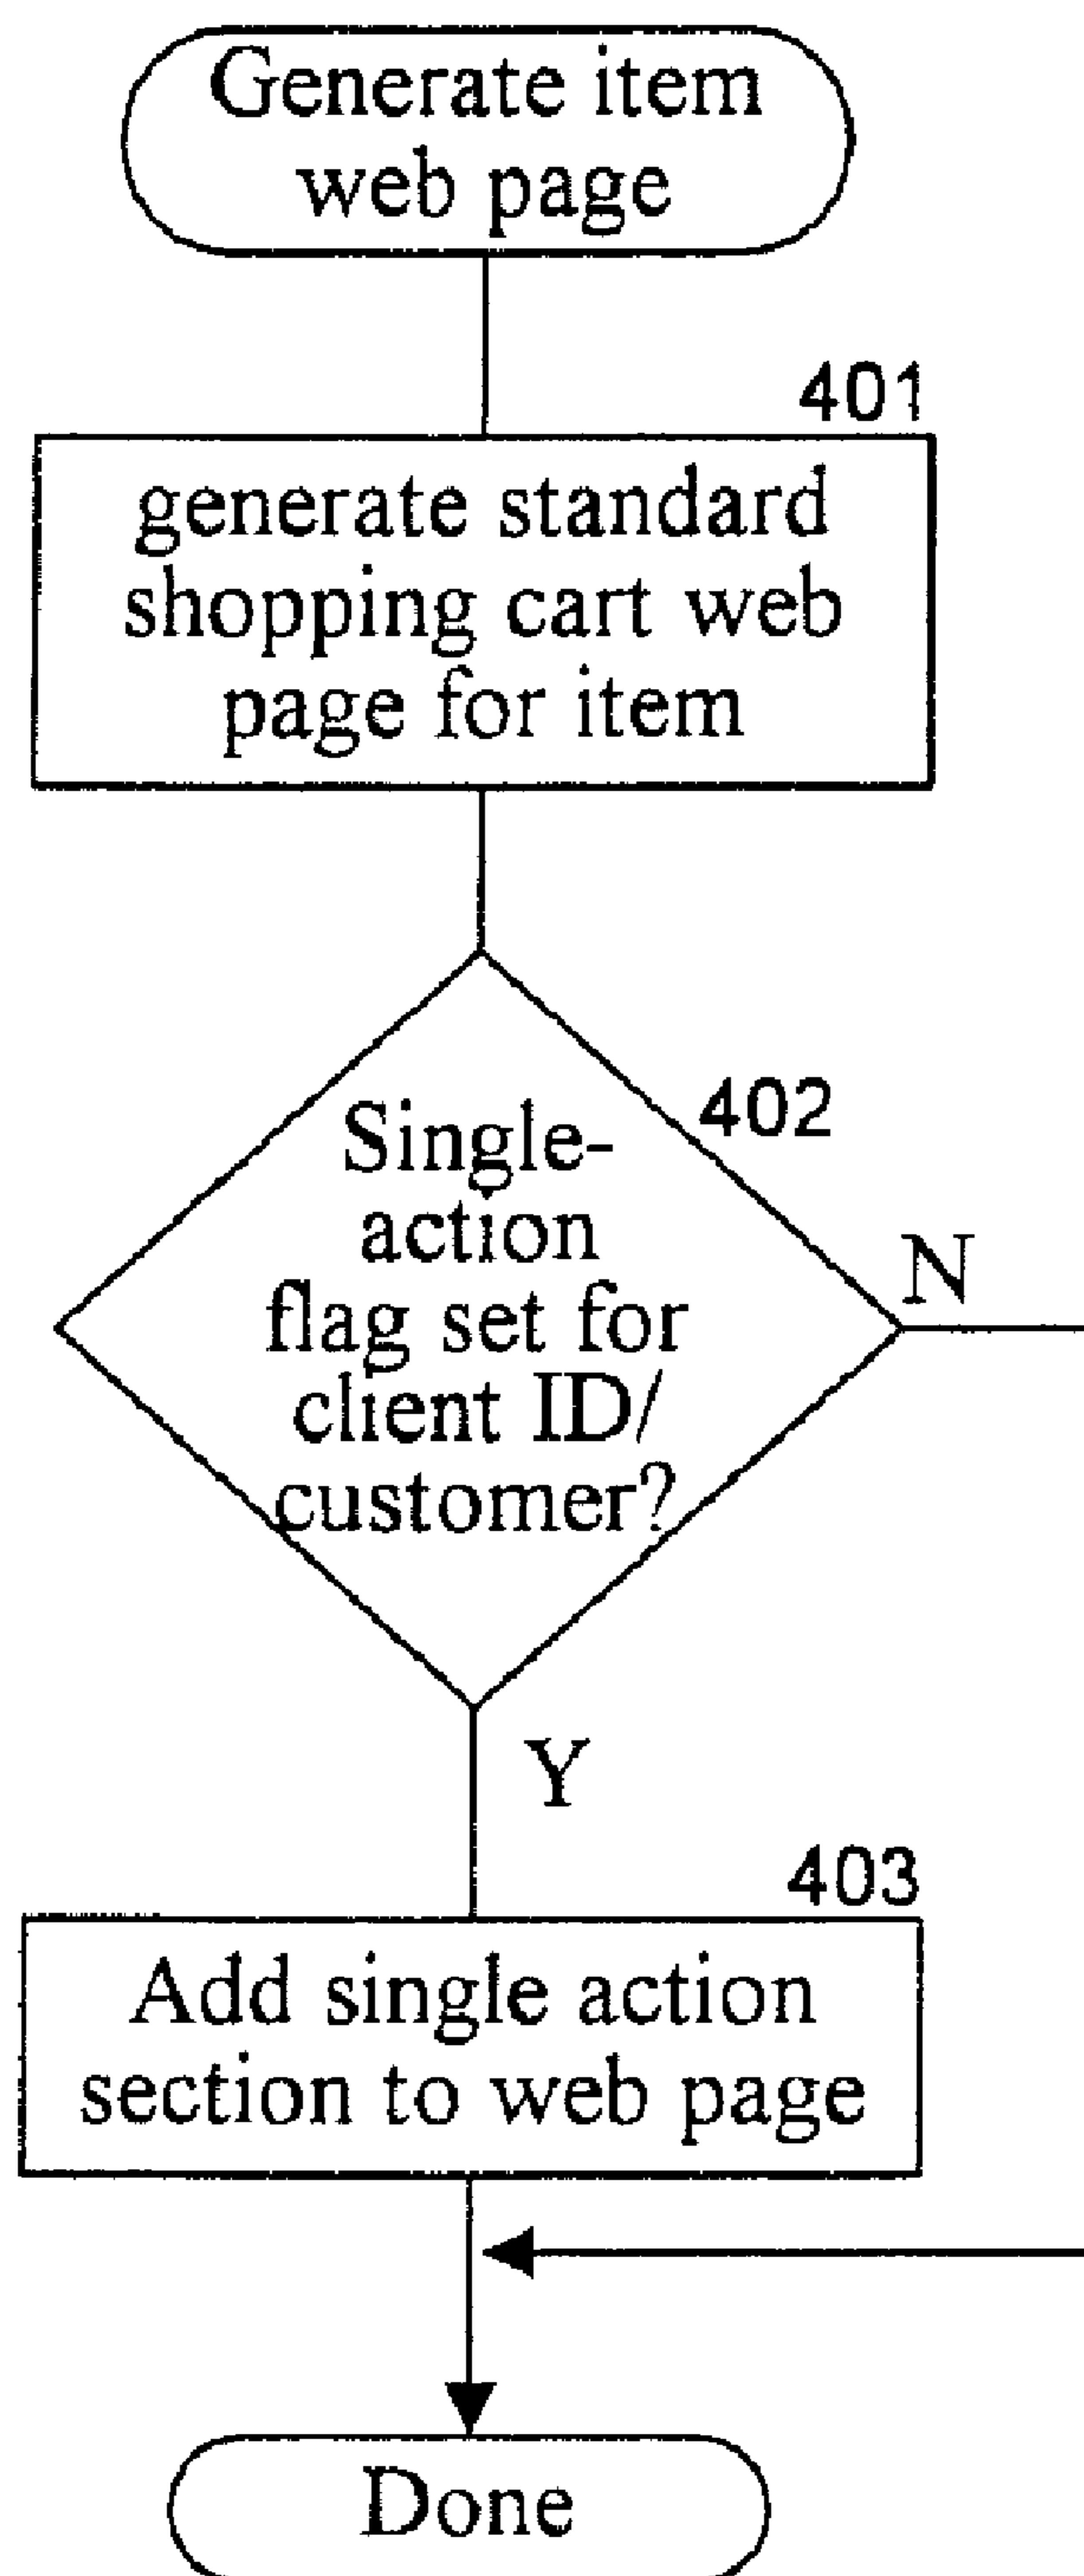 Generate item
web page
401
generate standard
shopping cart web
page for item
402
Single-
action
flag set for
client ID/
customer?
N
Y
403
Add single action
section to web page
Done